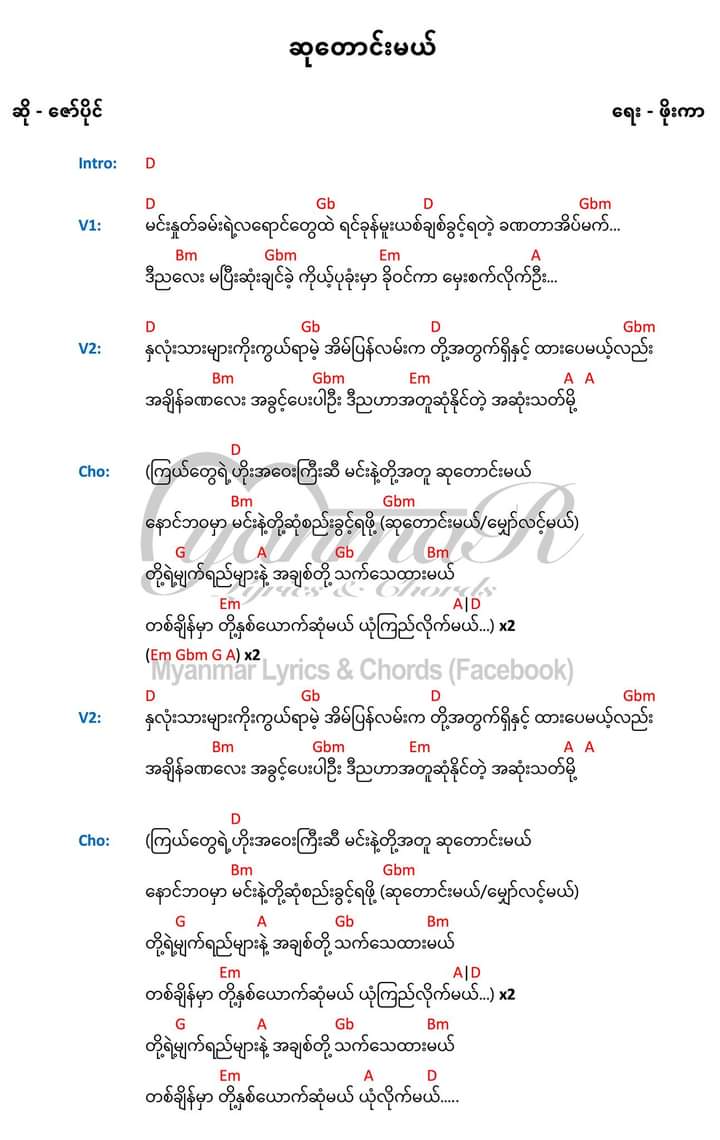 ဆုတောင်းမယ်
ဆို - ဇော်ပိုင် ရေး - ဖိုးကာ
Intro: D
D Gb D Gbm
V1: မင်းနှုတ်ခမ်းရဲ့လရောင်တွေထဲ ရင်ခုန်မူးယစ်ချစ်ခွင့်ရတဲ့ ခဏတာအိပ်မက်...
Bm Gbm Em A
ဒီညလေး မပြီးဆုံးချင်ခဲ့ ကိုယ့်ပုခုံးမှာ ခိုဝင်ကာ မှေးစက်လိုက်ဦး...
D Gb D Gbm
V2: နှလုံးသားများကိုးကွယ်ရာမဲ့ အိမ်ပြန်လမ်းက တို့အတွက်ရှိနှင့် ထားပေမယ့်လည်း
Bm Gbm Em A A
အချိန်ခဏလေး အခွင့်ပေးပါဦး ဒီညဟာအတူဆုံနိုင်တဲ့ အဆုံးသတ်မို့
D
Cho: (ကြယ်တွေရဲ့ဟိုးအဝေးကြီးဆီ မင်းနဲ့တို့အတူ ဆုတောင်းမယ်
Bm Gbm
နောင်ဘဝမှာ မင်းနဲ့တို့ဆုံစည်းခွင့်ရဖို့ (ဆုတောင်းမယ်/မျှော်လင့်မယ်)
G A Gb Bm
တို့ရဲ့မျက်ရည်များနဲ့ အချစ်တို့ သက်သေထားမယ်
Em A|D
တစ်ချိန်မှာ တို့နှစ်ယောက်ဆုံမယ် ယုံကြည်လိုက်မယ်...) x2
(Em Gbm G A) x2
MyanmaR
Lyrics & Chords
Myanmar Lyrics & Chords (Facebook)
D Gb D Gbm
V2: နှလုံးသားများကိုးကွယ်ရာမဲ့ အိမ်ပြန်လမ်းက တို့အတွက်ရှိနှင့် ထားပေမယ့်လည်း
Bm Gbm Em A A
အချိန်ခဏလေး အခွင့်ပေးပါဦး ဒီညဟာအတူဆုံနိုင်တဲ့ အဆုံးသတ်မို့
D
Cho: (ကြယ်တွေရဲ့ဟိုးအဝေးကြီးဆီ မင်းနဲ့တို့အတူ ဆုတောင်းမယ်
Bm Gbm
နောင်ဘဝမှာ မင်းနဲ့တို့ဆုံစည်းခွင့်ရဖို့ (ဆုတောင်းမယ်/မျှော်လင့်မယ်)
G A Gb Bm
တို့ရဲ့မျက်ရည်များနဲ့ အချစ်တို့ သက်သေထားမယ်
Em A|D
တစ်ချိန်မှာ တို့နှစ်ယောက်ဆုံမယ် ယုံကြည်လိုက်မယ်...) x2
G A Gb Bm
တို့ရဲ့မျက်ရည်များနဲ့ အချစ်တို့ သက်သေထားမယ်
Em A D
တစ်ချိန်မှာ တို့နှစ်ယောက်ဆုံမယ် ယုံလိုက်မယ်.....